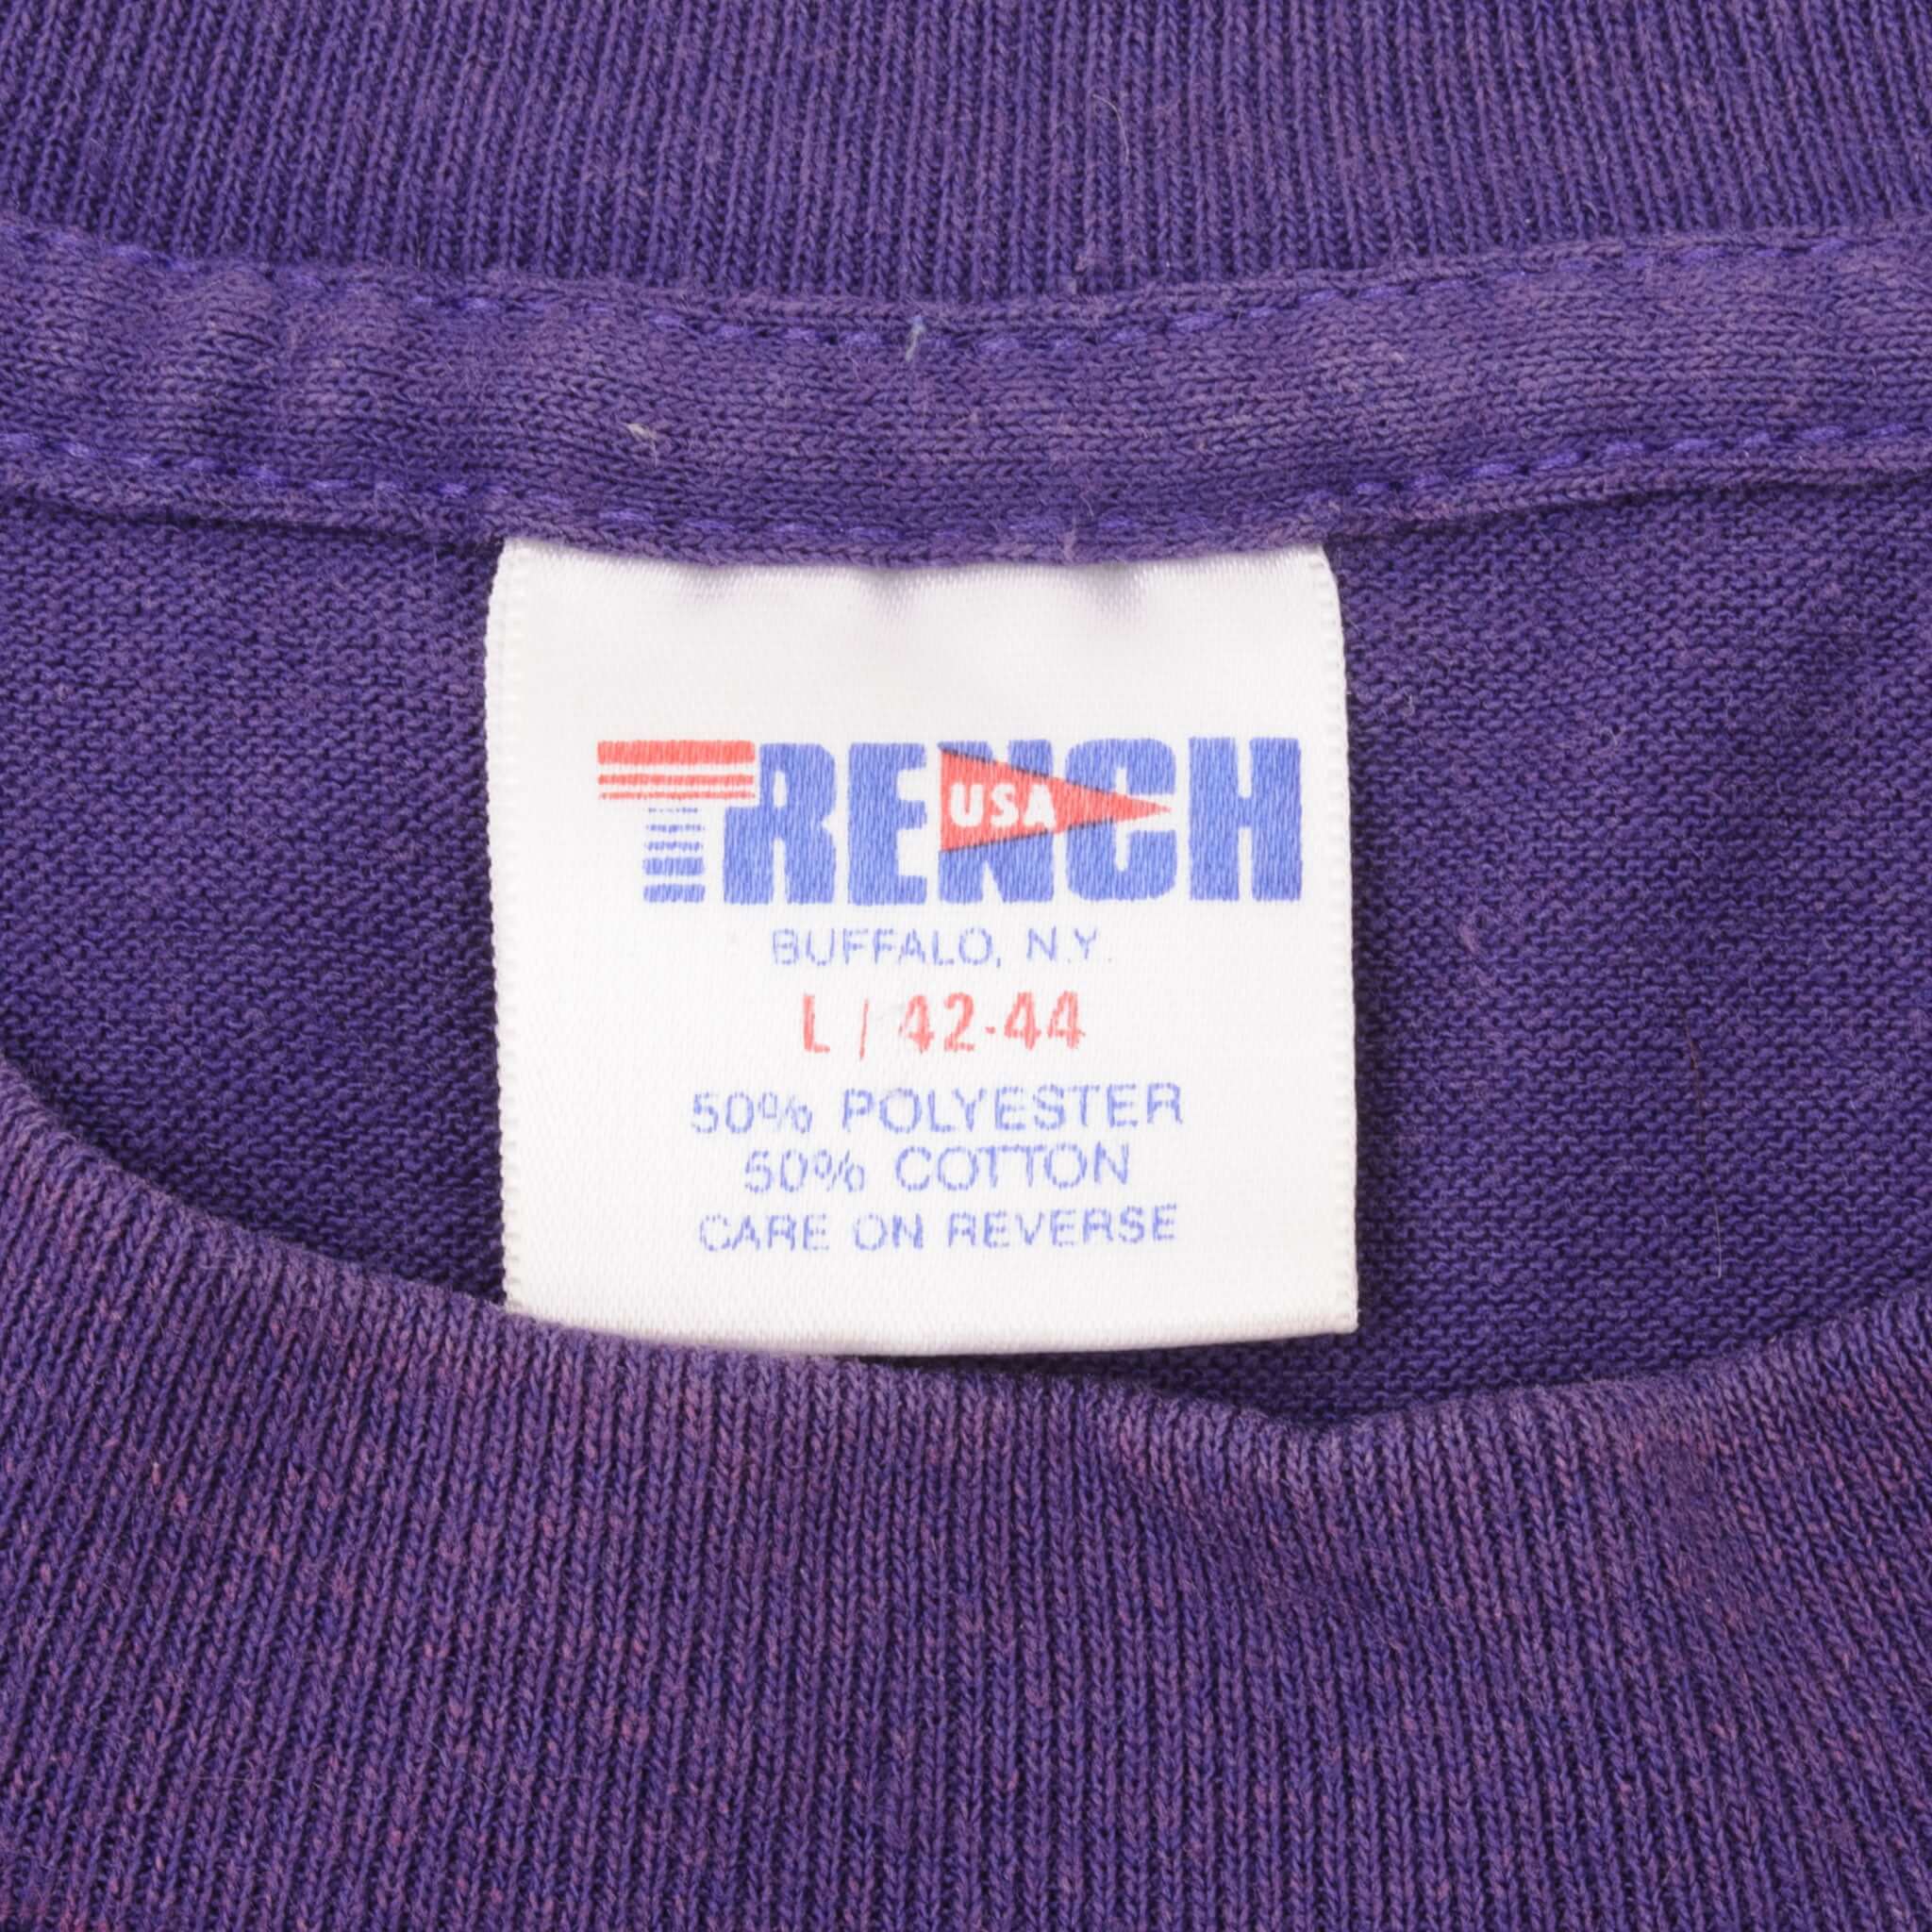 TRENCH
USA
BUFFALO, N.Y.
L / 42-44
50% POLYESTER
50% COTTON
CARE ON REVERSE